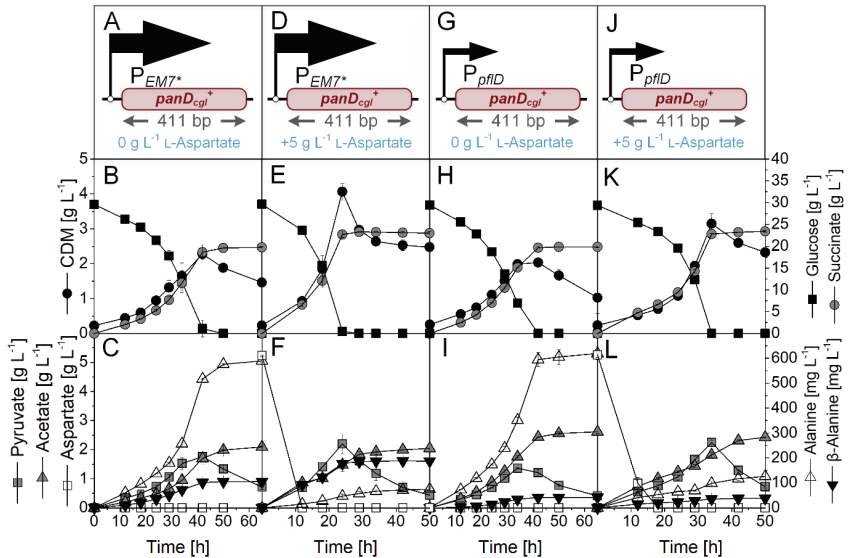 A
P_EM7*
panD_cgl^+
411 bp
0 g L^-1 L-Aspartate
D
P_EM7*
panD_cgl^+
411 bp
+5 g L^-1 L-Aspartate
G
P_pflD
panD_cgl^+
411 bp
0 g L^-1 L-Aspartate
J
P_pflD
panD_cgl^+
411 bp
+5 g L^-1 L-Aspartate
CDM [g L^-1]
5
4
3
2
1
0
B
E
H
K
40
35
30
25
20
15
10
5
0
Glucose [g L^-1]
Succinate [g L^-1]
Pyruvate [g L^-1]
Acetate [g L^-1]
Aspartate [g L^-1]
5
4
3
2
1
0
C
F
I
L
600
500
400
300
200
100
0
Alanine [mg L^-1]
β-Alanine [mg L^-1]
0 10 20 30 40 50 60
10 20 30 40 50
10 20 30 40 50 60
10 20 30 40 50
Time [h]
Time [h]
Time [h]
Time [h]